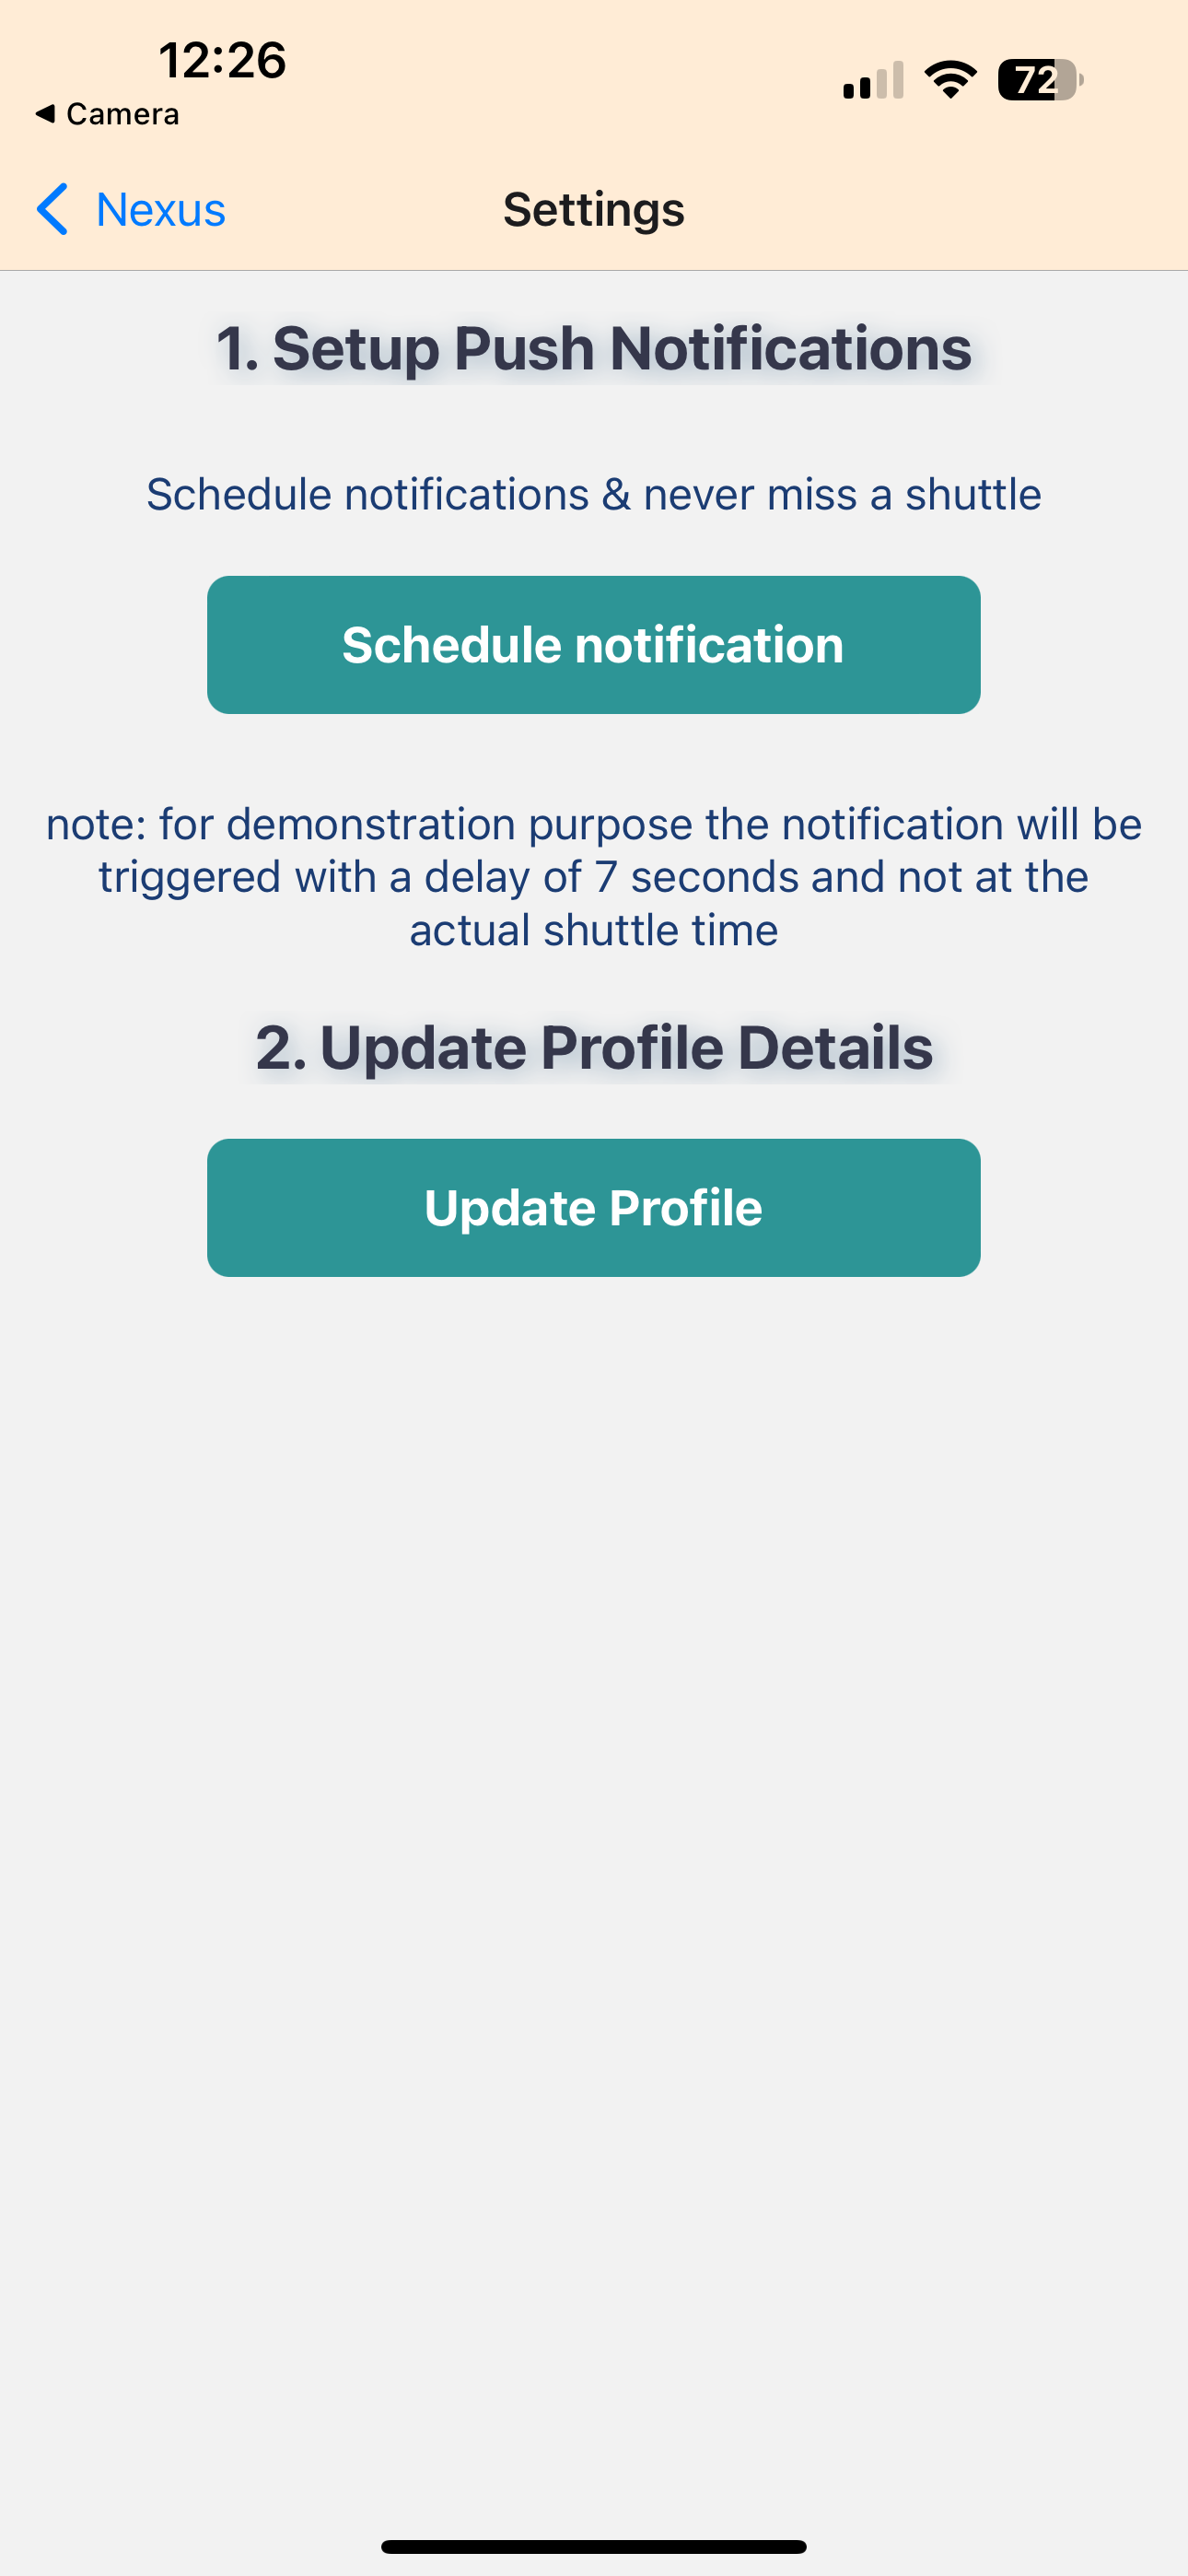 12:26
72
Camera
Nexus
Settings
1. Setup Push Notifications
Schedule notifications & never miss a shuttle
Schedule notification
note: for demonstration purpose the notification will be
triggered with a delay of 7 seconds and not at the
actual shuttle time
2. Update Profile Details
Update Profile